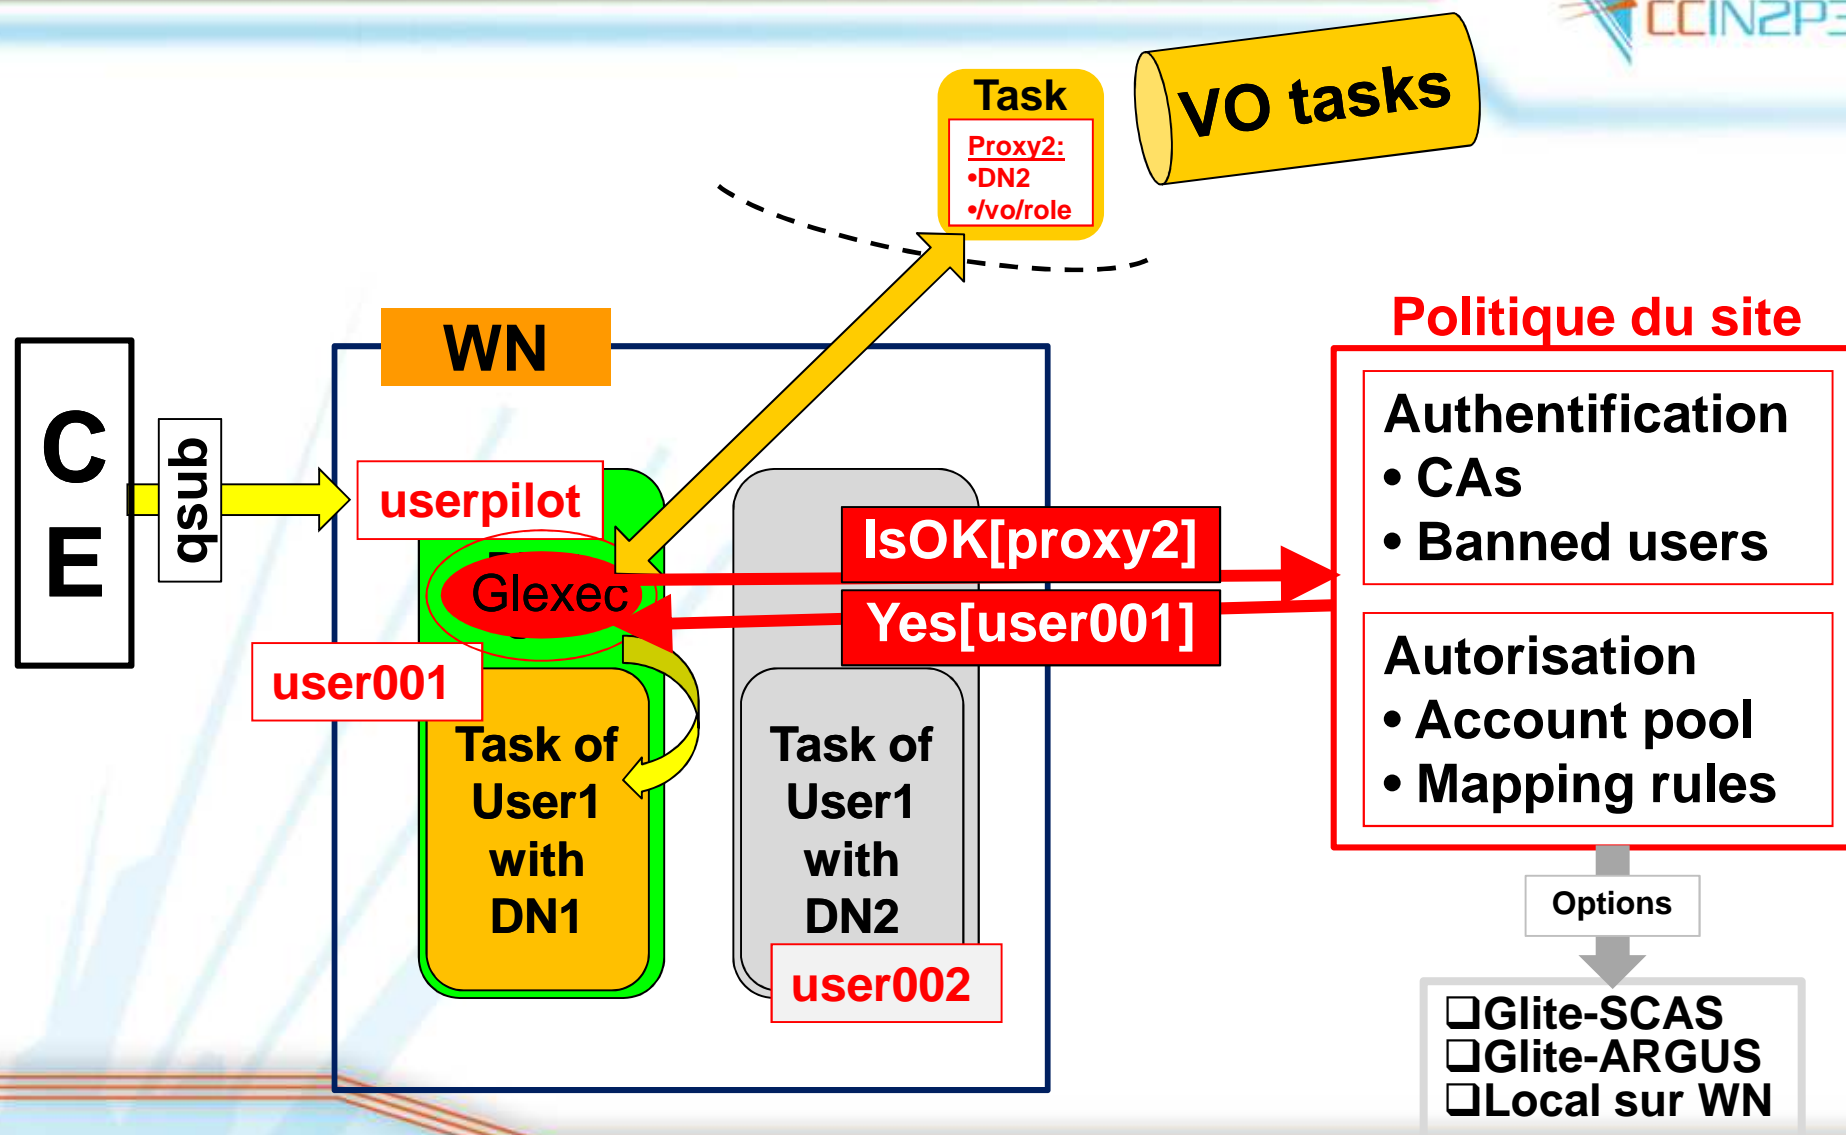 CCIN2P3
VO tasks
Task
Proxy2:
•DN2
•/vo/role
WN
C
E
qsub
userpilot
Glexec
user001
Task of
User1
with
DN1
Task of
User1
with
DN2
user002
IsOK[proxy2]
Yes[user001]
Politique du site
Authentification
• CAs
• Banned users
Autorisation
• Account pool
• Mapping rules
Options
❑Glite-SCAS
❑Glite-ARGUS
❑Local sur WN